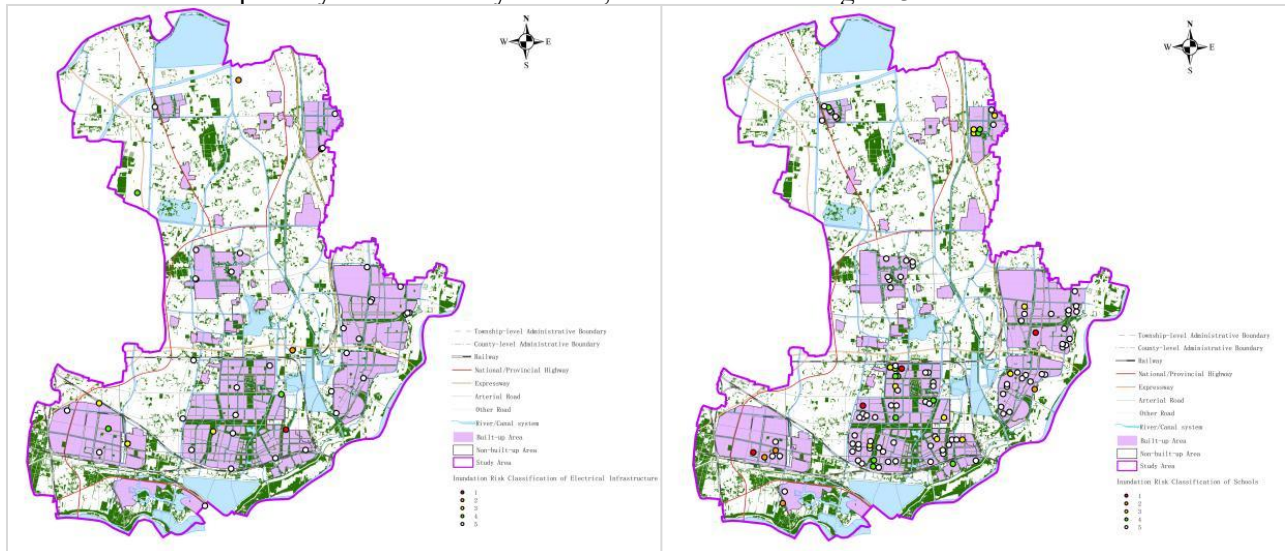 N
W E
S
Township-level Administrative Boundary
County-level Administrative Boundary
Railway
National/Provincial Highway
Expressway
Arterial Road
Other Road
River/Canal system
Built-up Area
Non-built-up Area
Study Area
Inundation Risk Classification of Electrical Infrastructure
1
2
3
4
5
N
W E
S
Township-level Administrative Boundary
County-level Administrative Boundary
Railway
National/Provincial Highway
Expressway
Arterial Road
Other Road
River/Canal system
Built-up Area
Non-built-up Area
Study Area
Inundation Risk Classification of Schools
1
2
3
4
5